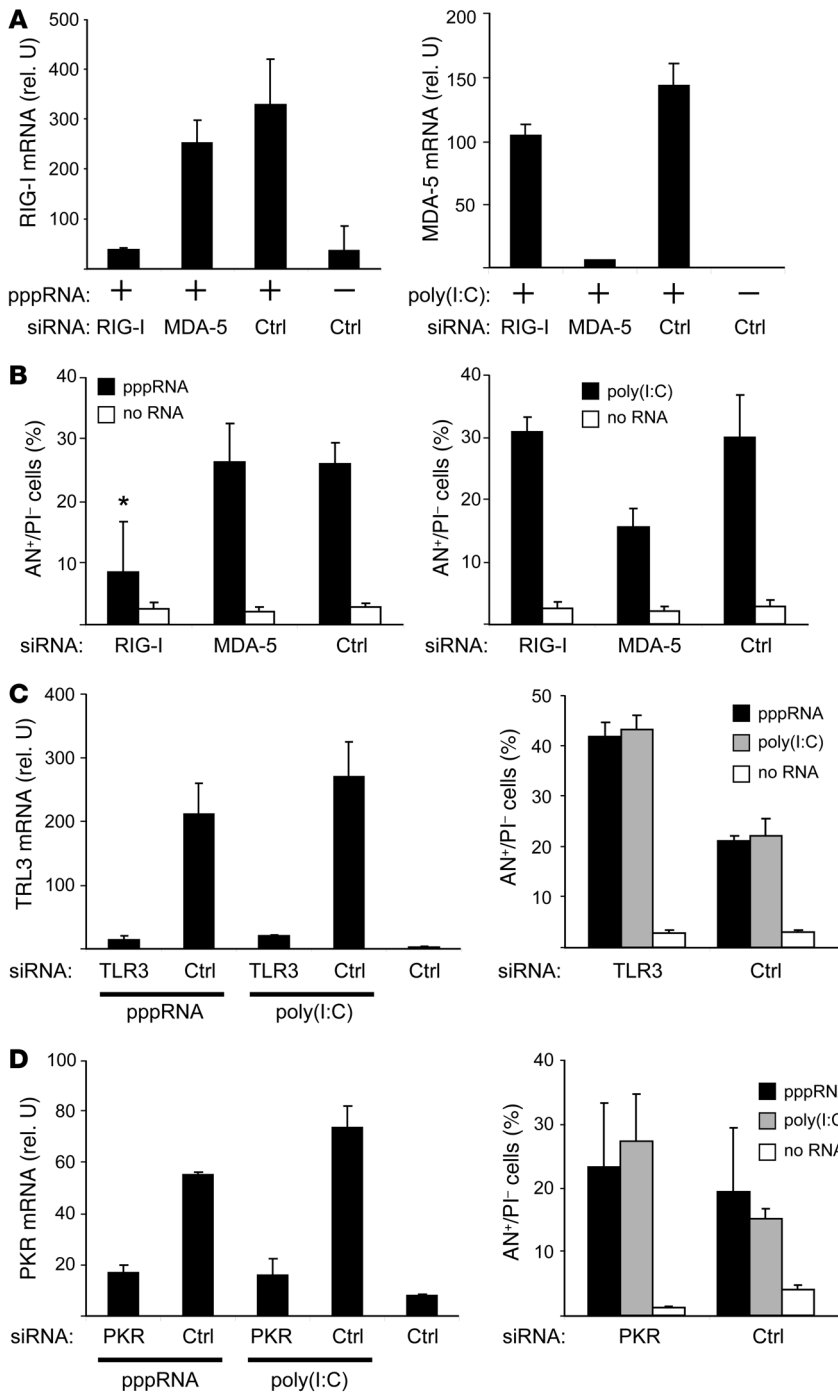 A
RIG-I mRNA (rel. U)
500
400
300
200
100
pppRNA: + + + −
siRNA: RIG-I MDA-5 Ctrl Ctrl
MDA-5 mRNA (rel. U)
200
150
100
50
poly(I:C): + + + −
siRNA: RIG-I MDA-5 Ctrl Ctrl
B
AN⁺/PI⁻ cells (%)
40
30
20
10
pppRNA
no RNA
*
siRNA: RIG-I MDA-5 Ctrl
AN⁺/PI⁻ cells (%)
40
30
20
10
poly(I:C)
no RNA
siRNA: RIG-I MDA-5 Ctrl
C
TRL3 mRNA (rel. U)
400
300
200
100
siRNA: TLR3 Ctrl TLR3 Ctrl Ctrl
pppRNA poly(I:C)
AN⁺/PI⁻ cells (%)
50
40
30
20
10
pppRNA
poly(I:C)
no RNA
siRNA: TLR3 Ctrl
D
PKR mRNA (rel. U)
100
80
60
40
20
siRNA: PKR Ctrl PKR Ctrl Ctrl
pppRNA poly(I:C)
AN⁺/PI⁻ cells (%)
40
30
20
10
pppRN
poly(I:C
no RNA
siRNA: PKR Ctrl